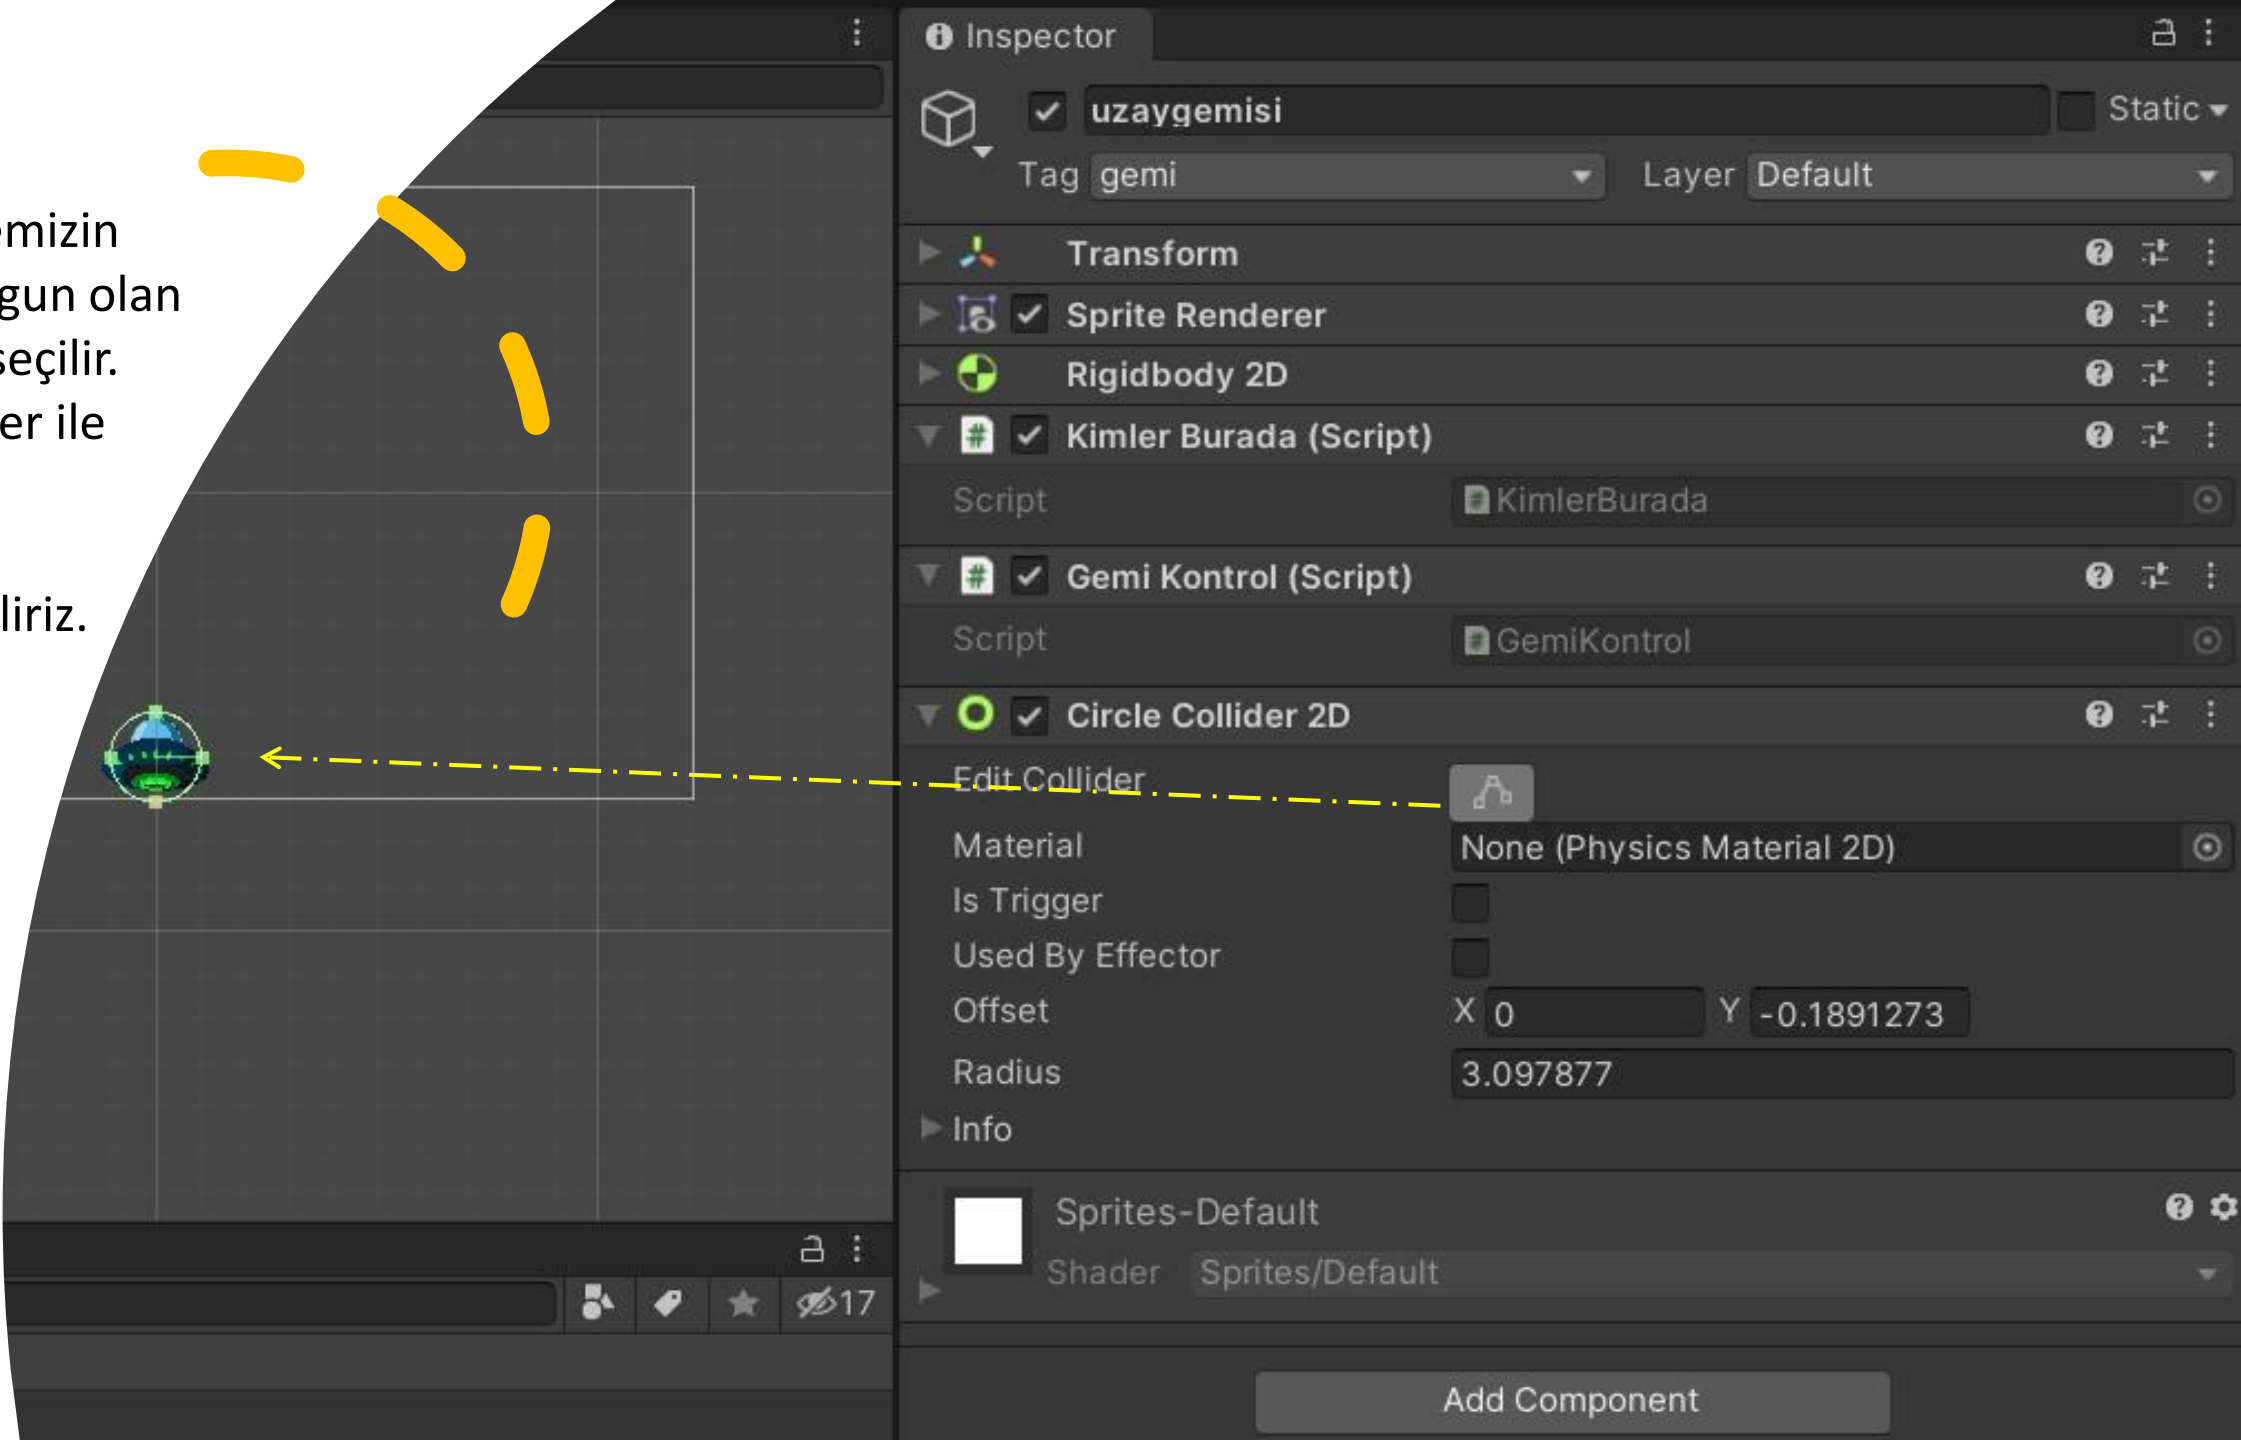 emizin
gun olan
seçilir.
er ile
liriz.
17
Inspector
uzaygemisi
Static
Tag gemi
Layer Default
Transform
Sprite Renderer
Rigidbody 2D
Kimler Burada (Script)
Script KimlerBurada
Gemi Kontrol (Script)
Script GemiKontrol
Circle Collider 2D
Edit Collider
Material None (Physics Material 2D)
Is Trigger
Used By Effector
Offset X 0 Y -0.1891273
Radius 3.097877
Info
Sprites-Default
Shader Sprites/Default
Add Component